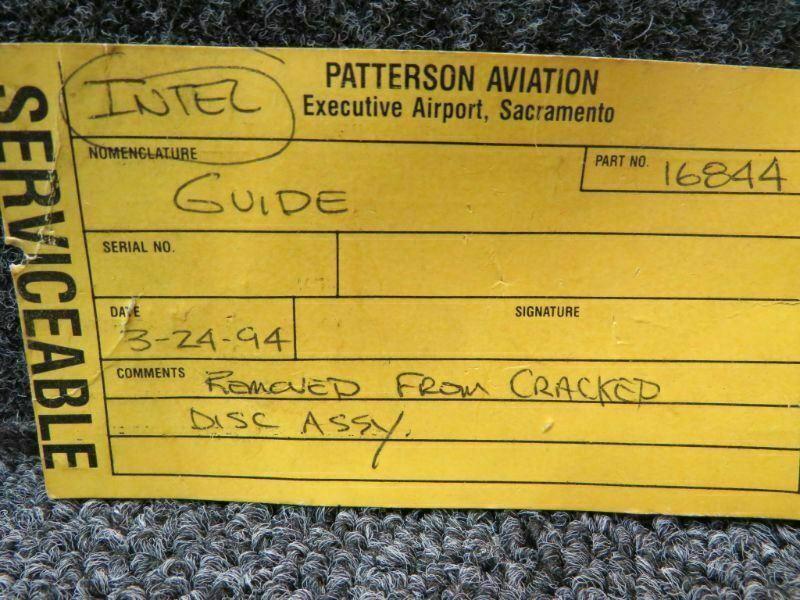 SERVICEABLE
INTEL
PATTERSON AVIATION
Executive Airport, Sacramento
NOMENCLATURE
PART NO. 16844
GUIDE
SERIAL NO.
DATE
SIGNATURE
3-24-94
COMMENTS REMOVED FROM CRACKED
DISC ASSY.